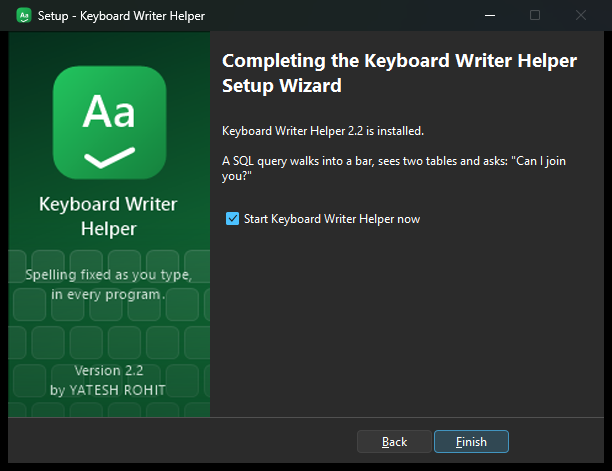 Aa Setup - Keyboard Writer Helper
Aa
Keyboard Writer
Helper
Spelling fixed as you type,
in every program.
Version 2.2
by YATESH ROHIT
Completing the Keyboard Writer Helper
Setup Wizard
Keyboard Writer Helper 2.2 is installed.
A SQL query walks into a bar, sees two tables and asks: "Can I join
you?"
Start Keyboard Writer Helper now
Back
Finish